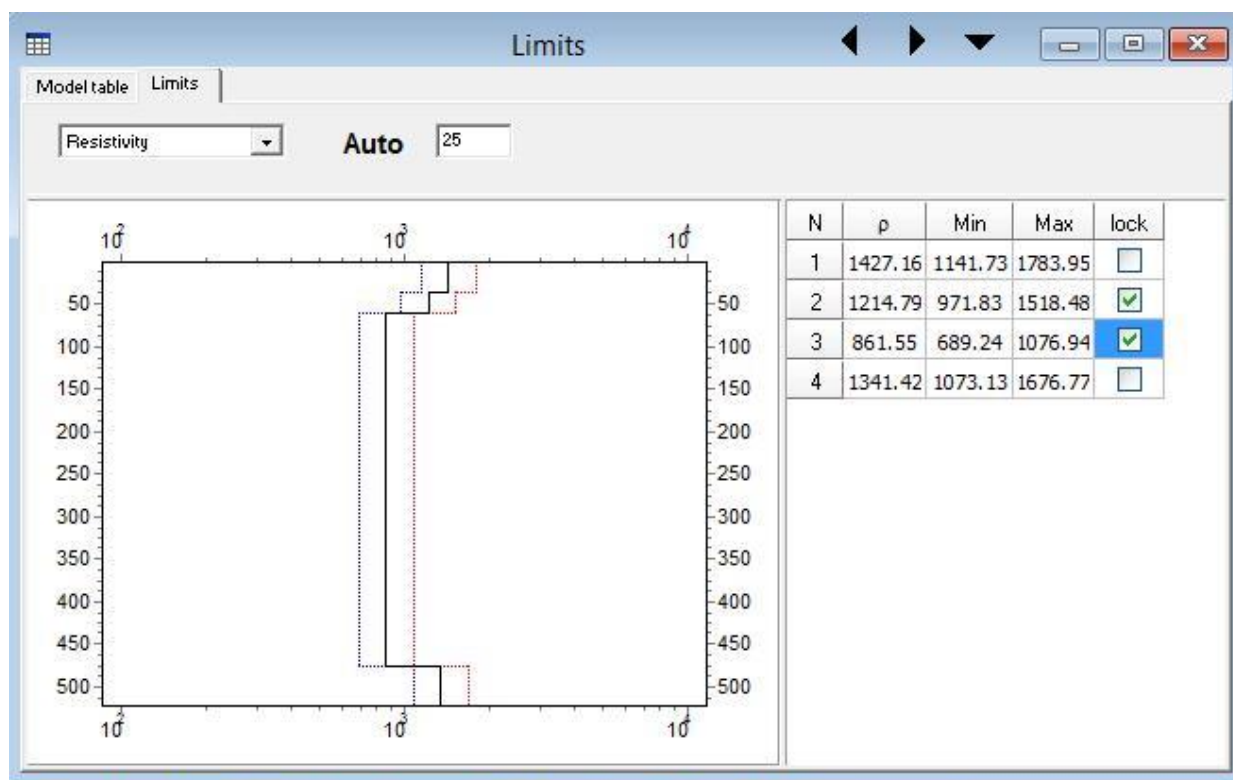 Limits
Model table Limits
Resistivity Auto 25
10² 10³ 10⁴
50 50
100 100
150 150
200 200
250 250
300 300
350 350
400 400
450 450
500 500
10² 10³ 10⁴
N ρ Min Max lock
1 1427.16 1141.73 1783.95
2 1214.79 971.83 1518.48
3 861.55 689.24 1076.94
4 1341.42 1073.13 1676.77